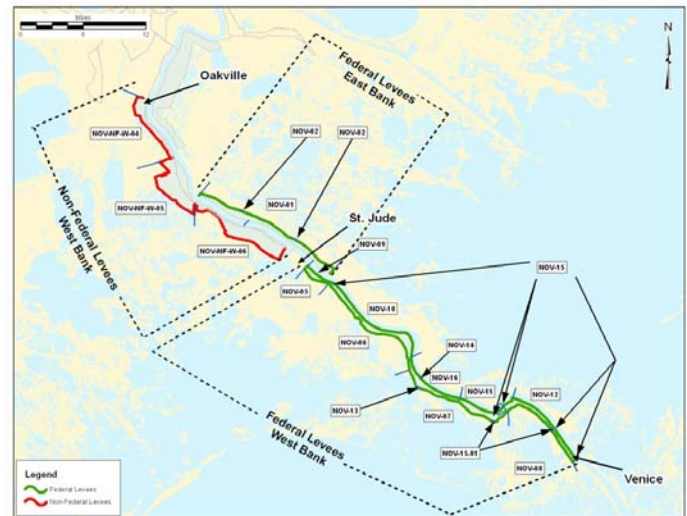 Miles
0 3 6 12
N
Oakville
Federal Levees
East Bank
NOV-NF-W-04
NOV-02
NOV-02
NOV-01
Non-Federal Levees
West Bank
NOV-NF-W-05
St. Jude
NOV-NF-W-06
NOV-09
NOV-15
NOV-05
NOV-10
NOV-06
NOV-14
NOV-16
NOV-11
NOV-12
NOV-13
NOV-07
NOV-15.01
Federal Levees
West Bank
NOV-08
Venice
Legend
Federal Levees
Non-Federal Levees